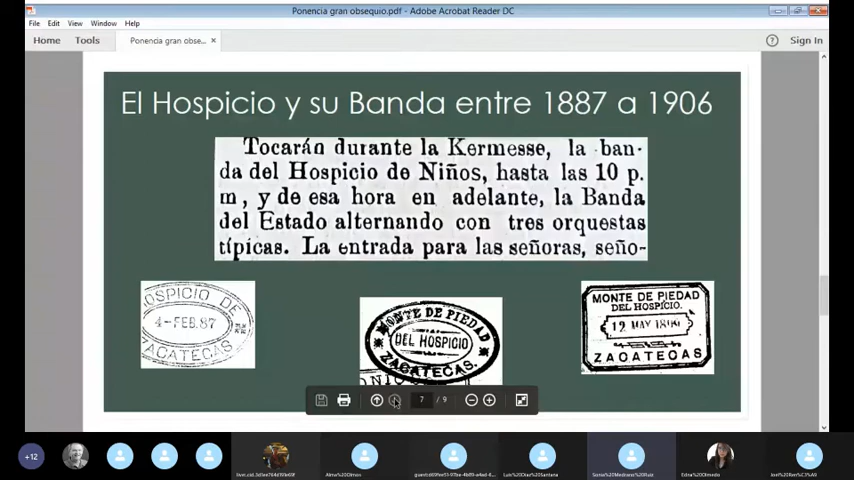 Ponencia gran obsequio.pdf - Adobe Acrobat Reader DC
File Edit View Window Help
Home Tools Ponencia gran obse... × Sign In
El Hospicio y su Banda entre 1887 a 1906
Tocarán durante la Kermesse, la ban-
da del Hospicio de Niños, hasta las 10 p.
m, y de esa hora en adelante, la Banda
del Estado alternando con tres orquestas
típicas. La entrada para las señoras, seño-
OSPICIO DE
4-FEB.87
ZACATECAS
MONTE DE PIEDAD
DEL HOSPICIO
ZACATECAS.
MONTE DE PIEDAD
DEL HOSPICIO.
12 MAY
ZACATECAS
7 / 9
+12